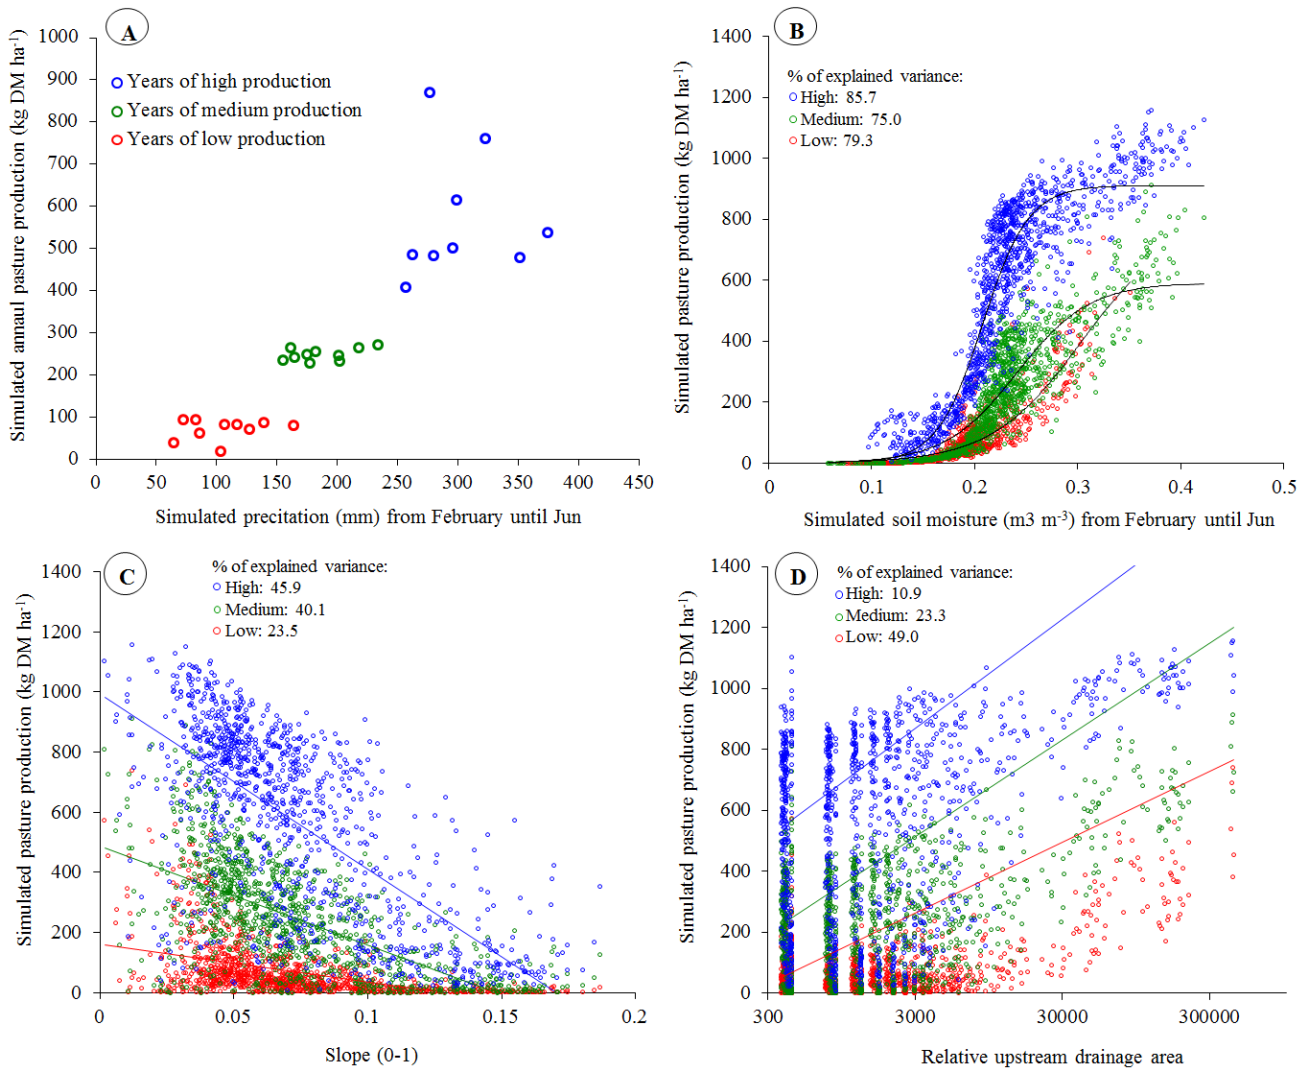 A
Simulated annaul pasture production (kg DM ha-1)
1000
900
800
700
600
500
400
300
200
100
0
Years of high production
Years of medium production
Years of low production
0 50 100 150 200 250 300 350 400 450
Simulated precitation (mm) from February until Jun
B
Simulated pasture production (kg DM ha-1)
1400
1200
1000
800
600
400
200
0
% of explained variance:
High: 85.7
Medium: 75.0
Low: 79.3
0 0.1 0.2 0.3 0.4 0.5
Simulated soil moisture (m3 m-3) from February until Jun
C
Simulated pasture production (kg DM ha-1)
1400
1200
1000
800
600
400
200
0
% of explained variance:
High: 45.9
Medium: 40.1
Low: 23.5
0 0.05 0.1 0.15 0.2
Slope (0-1)
D
Simulated pasture production (kg DM ha-1)
1400
1200
1000
800
600
400
200
0
% of explained variance:
High: 10.9
Medium: 23.3
Low: 49.0
300 3000 30000 300000
Relative upstream drainage area